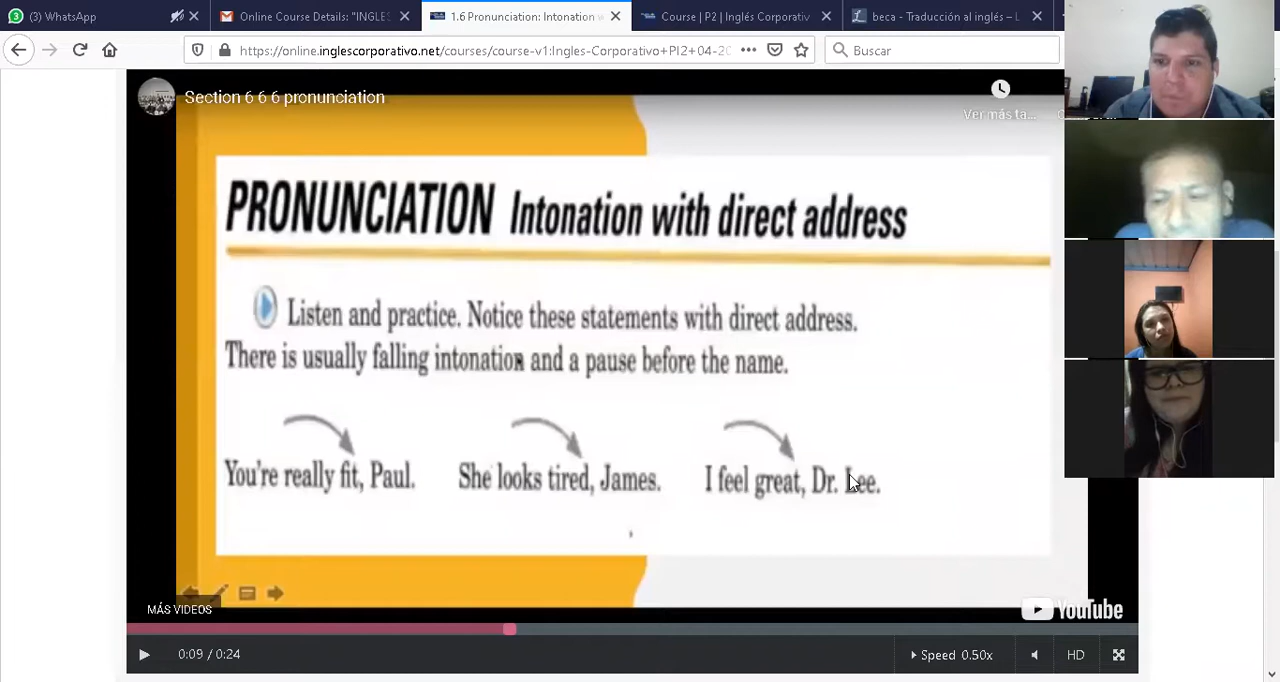 (3) WhatsApp
Online Course Details: "INGLES
1.6 Pronunciation: Intonation w
Course | P2 | Inglés Corporativ
beca - Traducción al inglés – L
https://online.inglescorporativo.net/courses/course-v1:Ingles-Corporativo+PI2+04-20
Buscar
Section 6 6 6 pronunciation
Ver más ta...
PRONUNCIATION Intonation with direct address
Listen and practice. Notice these statements with direct address.
There is usually falling intonation and a pause before the name.
You're really fit, Paul. She looks tired, James. I feel great, Dr. Lee.
MÁS VIDEOS
YouTube
0:09 / 0:24
Speed 0.50x
HD